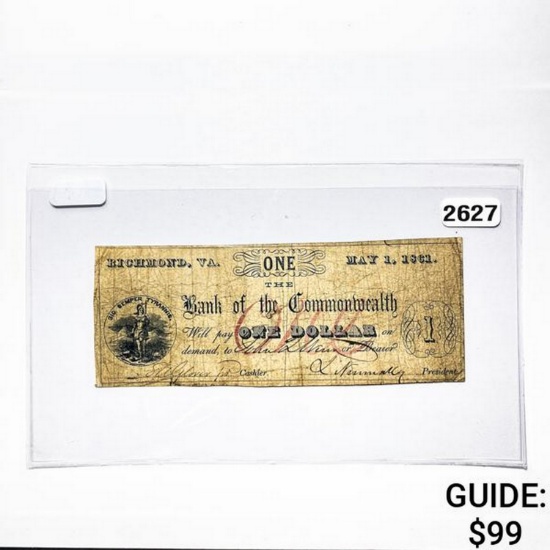 2627
RICHMOND, VA. ONE MAY 1, 1861.
THE
SIC SEMPER TYRANNIS
Bank of the Commonwealth
Will pay ONE DOLLAR on
demand, to or Bearer
1
Cashier. President
GUIDE:
$99